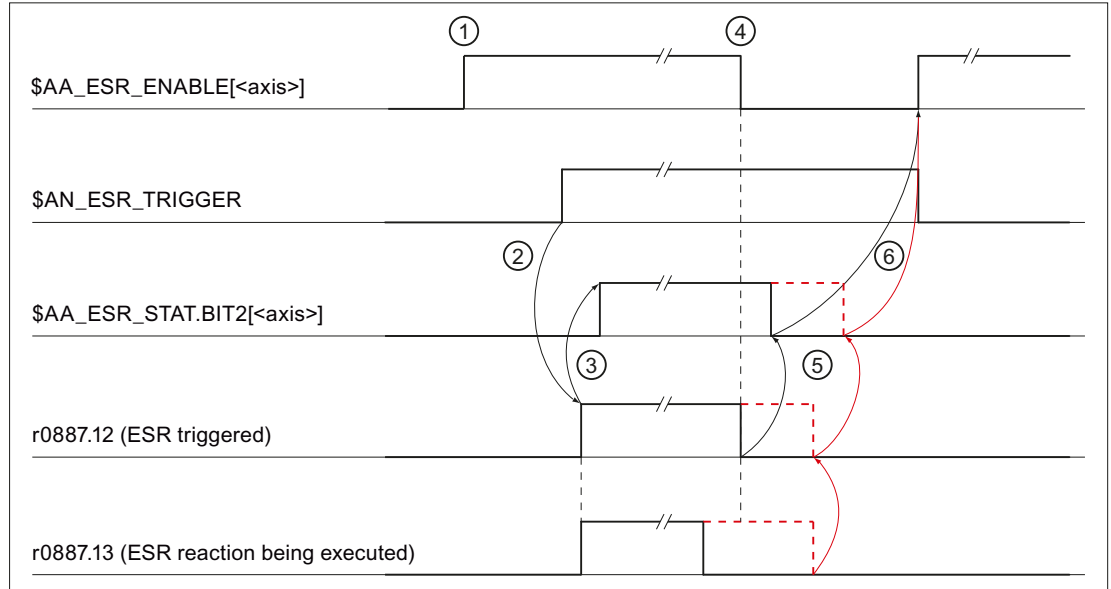 ① ④
$AA_ESR_ENABLE[<axis>]
$AN_ESR_TRIGGER
② ⑥
$AA_ESR_STAT.BIT2[<axis>]
③ ⑤
r0887.12 (ESR triggered)
r0887.13 (ESR reaction being executed)